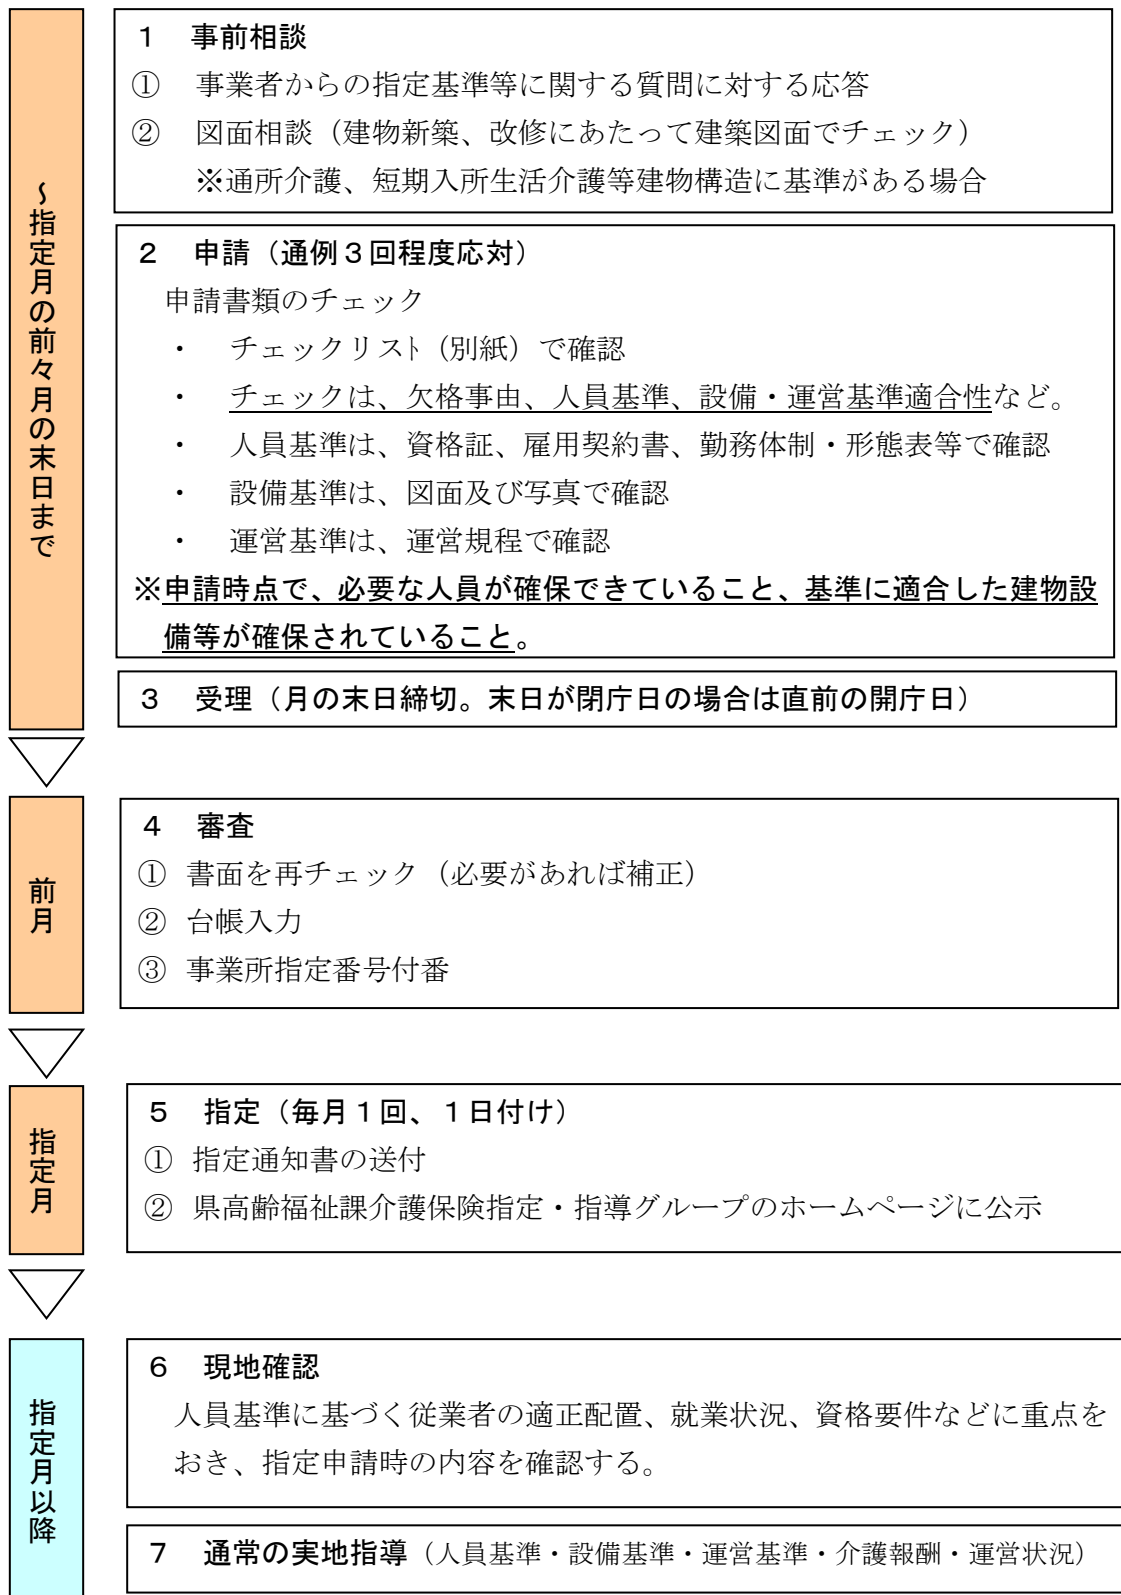 ～指定月の前々月の末日まで
１　事前相談
①　事業者からの指定基準等に関する質問に対する応答
②　図面相談（建物新築、改修にあたって建築図面でチェック）
※通所介護、短期入所生活介護等建物構造に基準がある場合
２　申請（通例３回程度応対）
申請書類のチェック
・　チェックリスト（別紙）で確認
・　チェックは、欠格事由、人員基準、設備・運営基準適合性など。
・　人員基準は、資格証、雇用契約書、勤務体制・形態表等で確認
・　設備基準は、図面及び写真で確認
・　運営基準は、運営規程で確認
※申請時点で、必要な人員が確保できていること、基準に適合した建物設
備等が確保されていること。
３　受理（月の末日締切。末日が閉庁日の場合は直前の開庁日）
前月
４　審査
①　書面を再チェック（必要があれば補正）
②　台帳入力
③　事業所指定番号付番
指定月
５　指定（毎月１回、１日付け）
①　指定通知書の送付
②　県高齢福祉課介護保険指定・指導グループのホームページに公示
指定月以降
６　現地確認
人員基準に基づく従業者の適正配置、就業状況、資格要件などに重点を
おき、指定申請時の内容を確認する。
７　通常の実地指導（人員基準・設備基準・運営基準・介護報酬・運営状況）